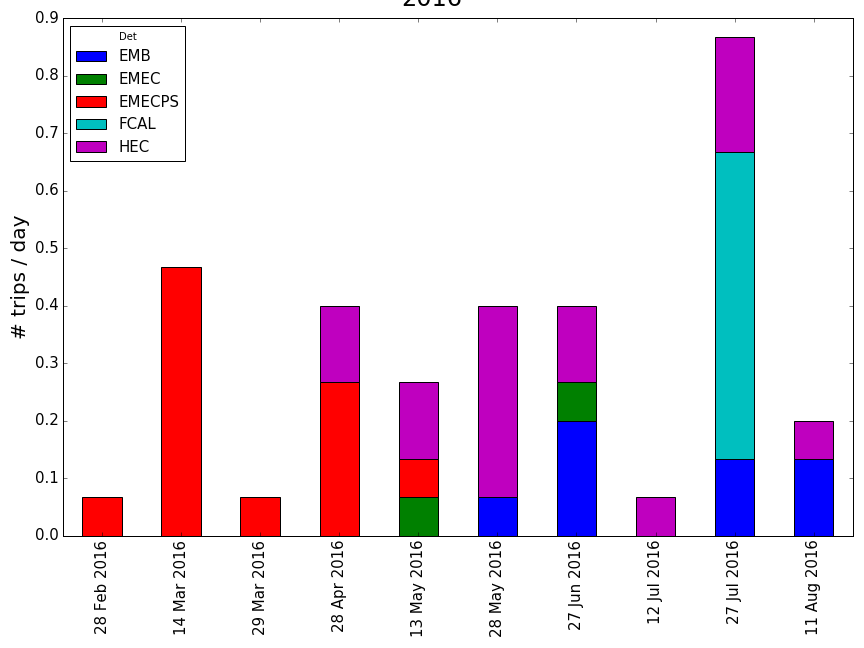 2016
0.9
0.8
0.7
0.6
0.5
0.4
0.3
0.2
0.1
0.0
# trips / day
Det
EMB
EMEC
EMECPS
FCAL
HEC
28 Feb 2016
14 Mar 2016
29 Mar 2016
28 Apr 2016
13 May 2016
28 May 2016
27 Jun 2016
12 Jul 2016
27 Jul 2016
11 Aug 2016